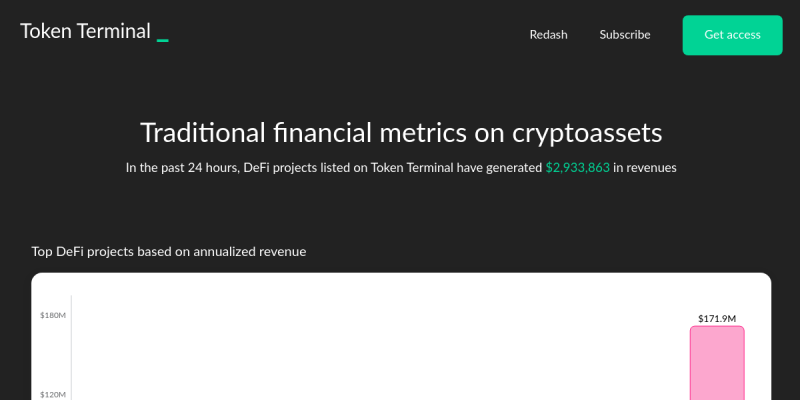 Token Terminal _
Redash
Subscribe
Get access
Traditional financial metrics on cryptoassets
In the past 24 hours, DeFi projects listed on Token Terminal have generated $2,933,863 in revenues
Top DeFi projects based on annualized revenue
$180M
$171.9M
$120M